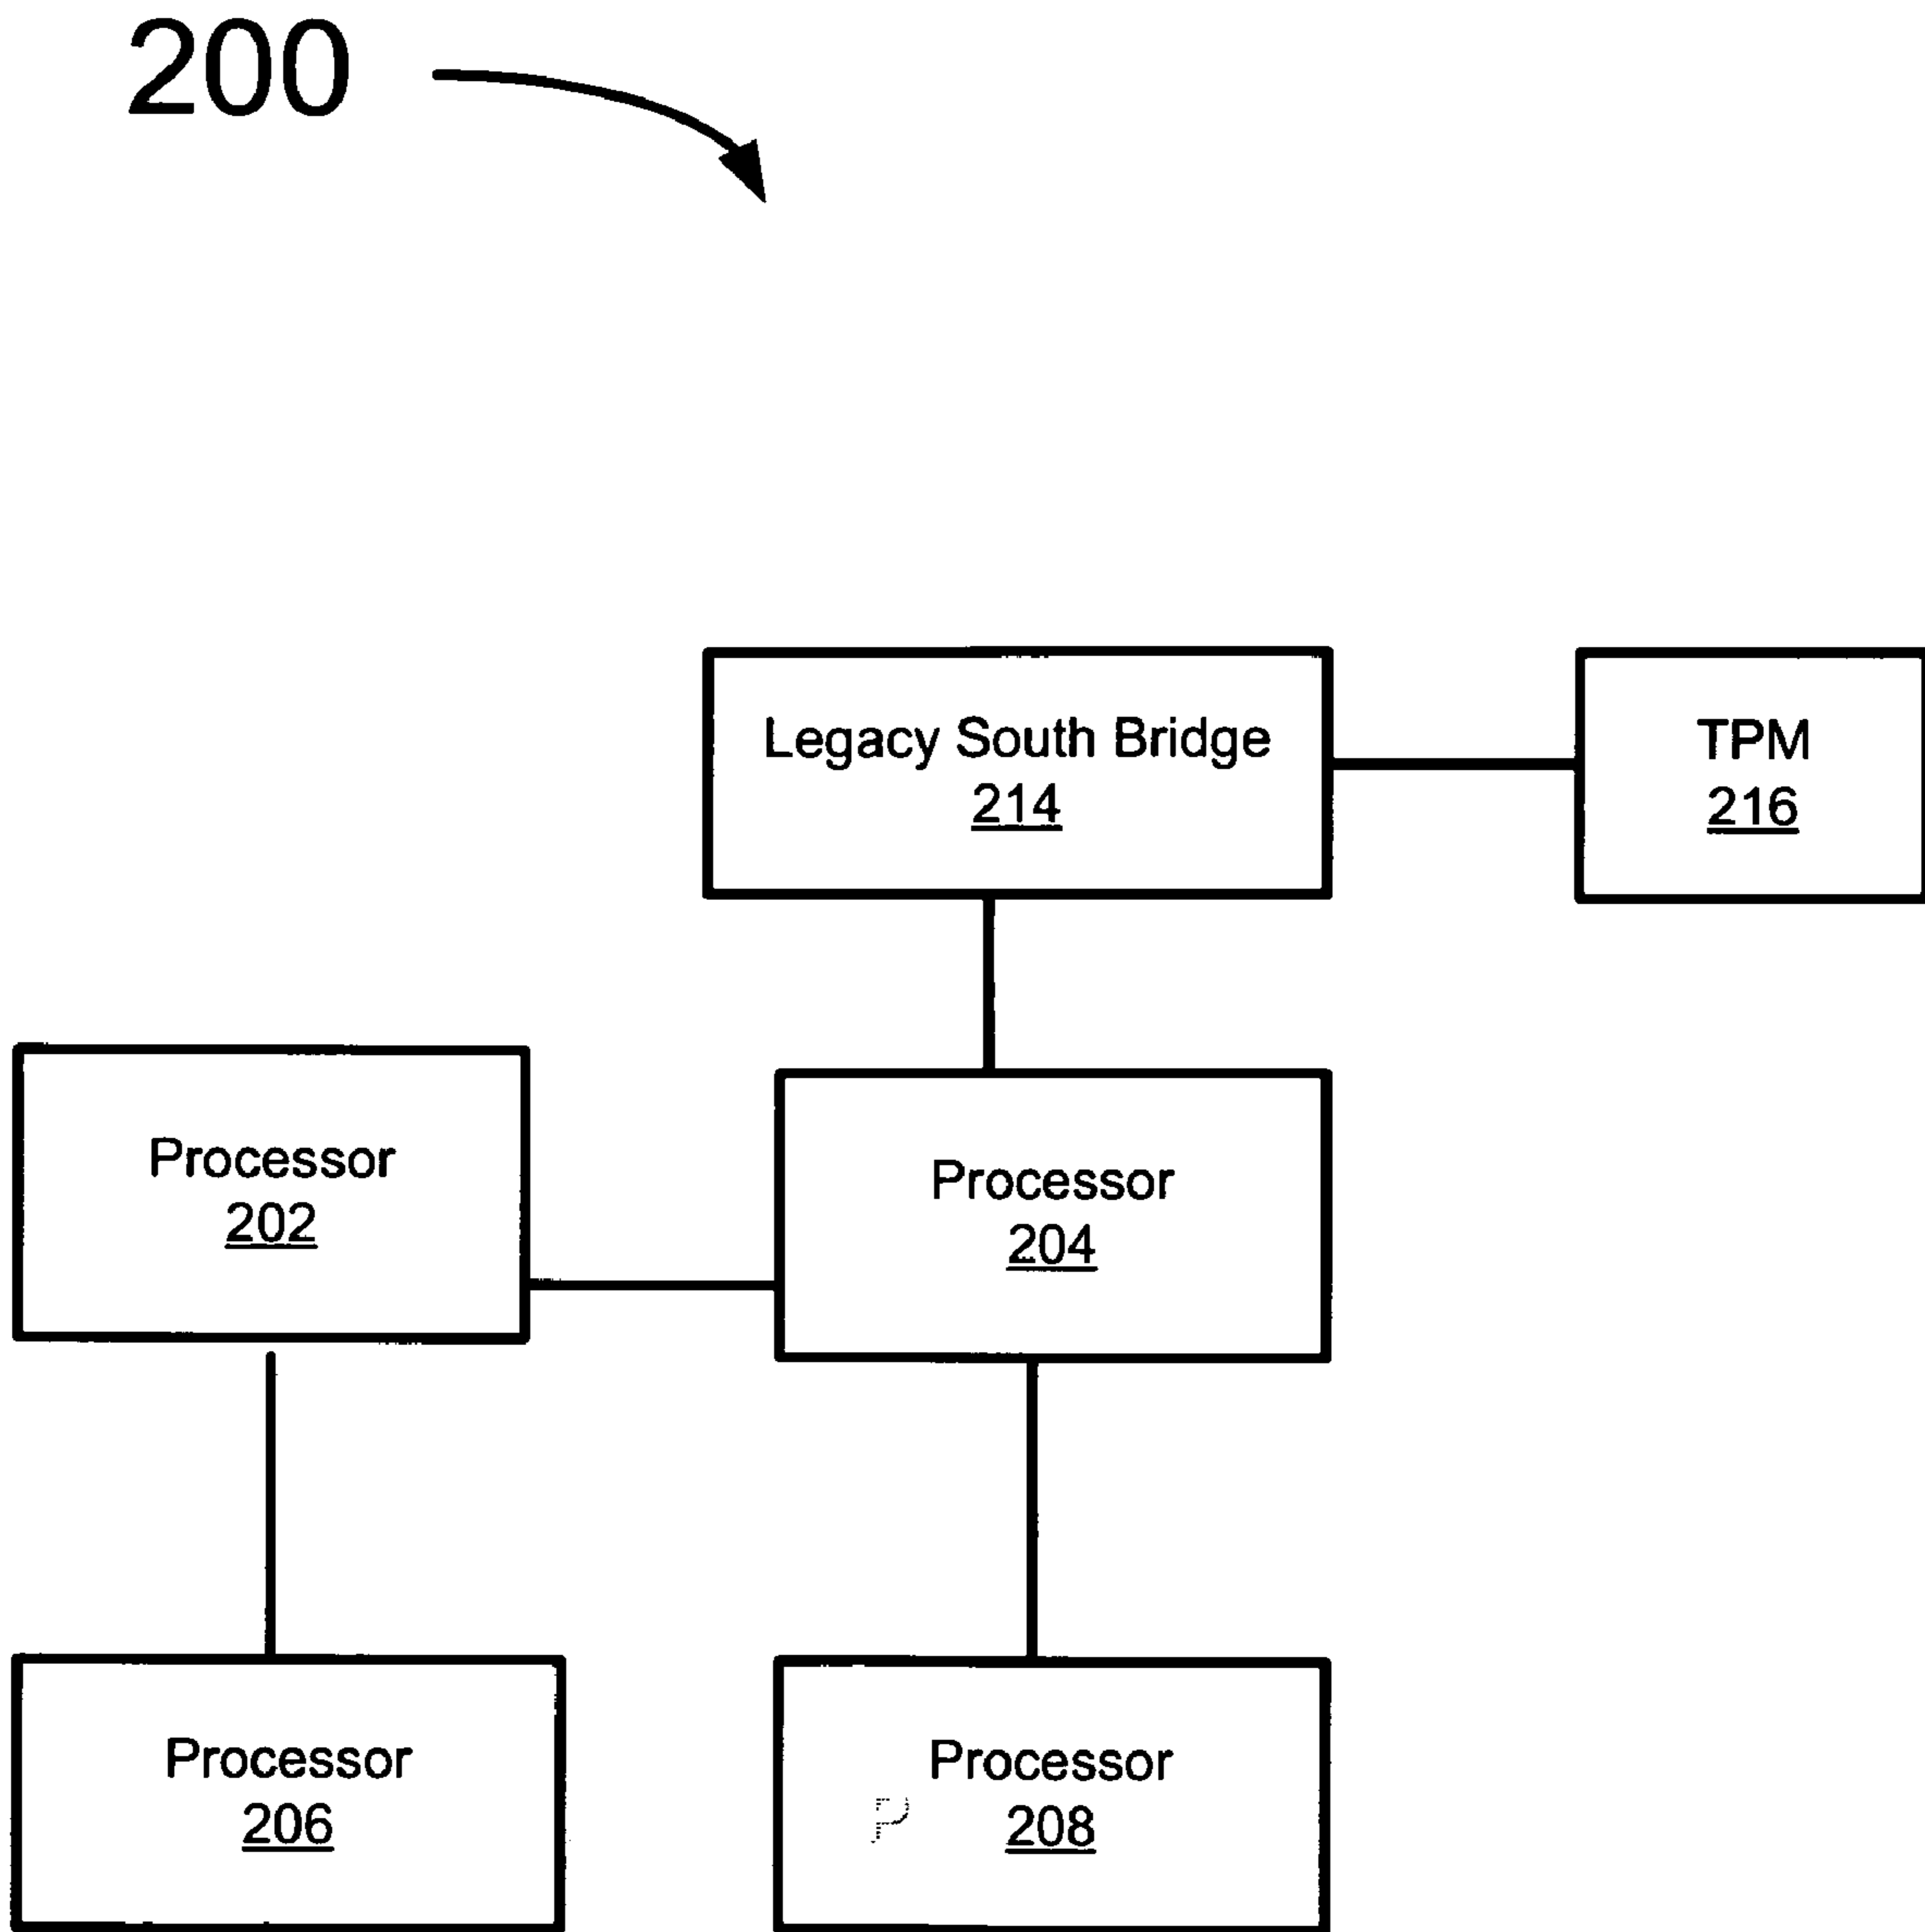 200
Legacy South Bridge
214
TPM
216
Processor
202
Processor
204
Processor
206
Processor
P 208